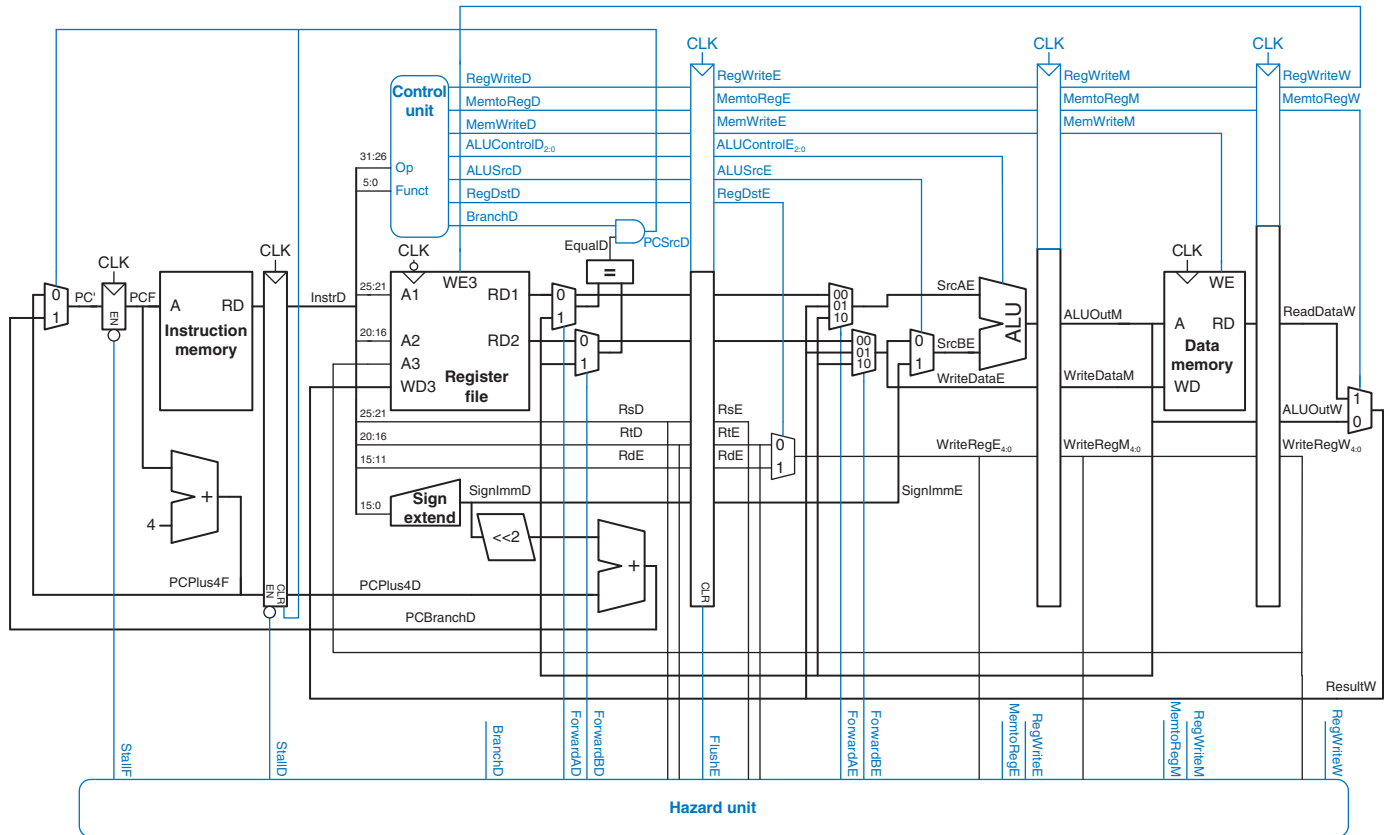 CLK CLK CLK
CLK
Control unit
RegWriteD RegWriteE RegWriteM RegWriteW
MemtoRegD MemtoRegE MemtoRegM MemtoRegW
MemWriteD MemWriteE MemWriteM
ALUControlD2:0 ALUControlE2:0
31:26 Op ALUSrcD ALUSrcE
5:0 Funct RegDstD RegDstE
BranchD
EqualD PCSrcD
CLK CLK CLK
0 1 PC' PCF EN
A RD Instruction memory
InstrD
25:21 A1 WE3 RD1
20:16 A2 RD2
A3
WD3 Register file
=
0 1
0 1
00 01 10
00 01 10
SrcAE
0 1 SrcBE
ALU
ALUOutM
WE
A RD Data memory
WD
ReadDataW
WriteDataE WriteDataM
ALUOutW
1 0
25:21 RsD RsE
20:16 RtD RtE
15:11 RdE RdE
0 1
WriteRegE4:0 WriteRegM4:0 WriteRegW4:0
15:0 Sign extend SignImmD SignImmE
<<2
+
4
+
PCPlus4F EN CLR PCPlus4D
CLR
PCBranchD
ResultW
StallF
StallD
BranchD
ForwardAD
ForwardBD
FlushE
ForwardAE
ForwardBE
MemtoRegE
RegWriteE
MemtoRegM
RegWriteM
RegWriteW
Hazard unit